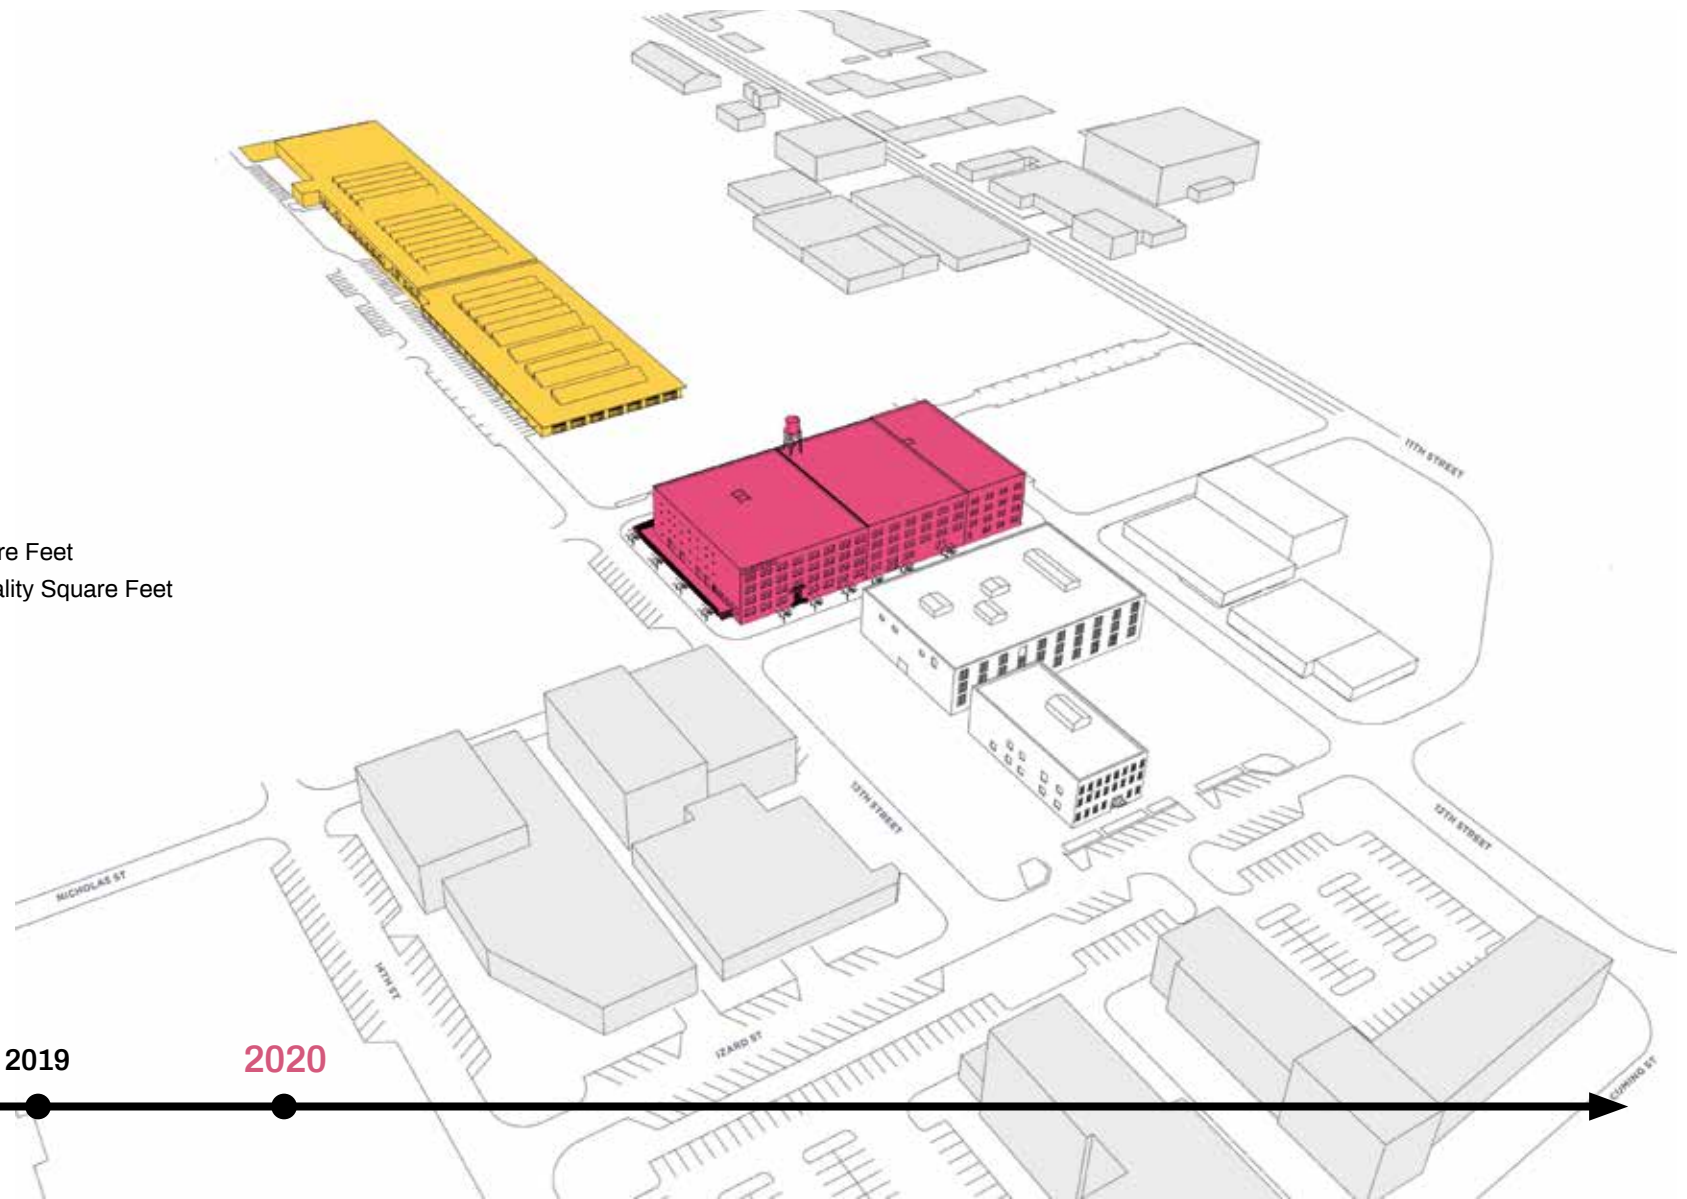 11TH STREET
re Feet
ality Square Feet
13TH STREET
12TH STREET
NICHOLAS ST
14TH ST
IZARD ST
2019
2020
CUMING ST